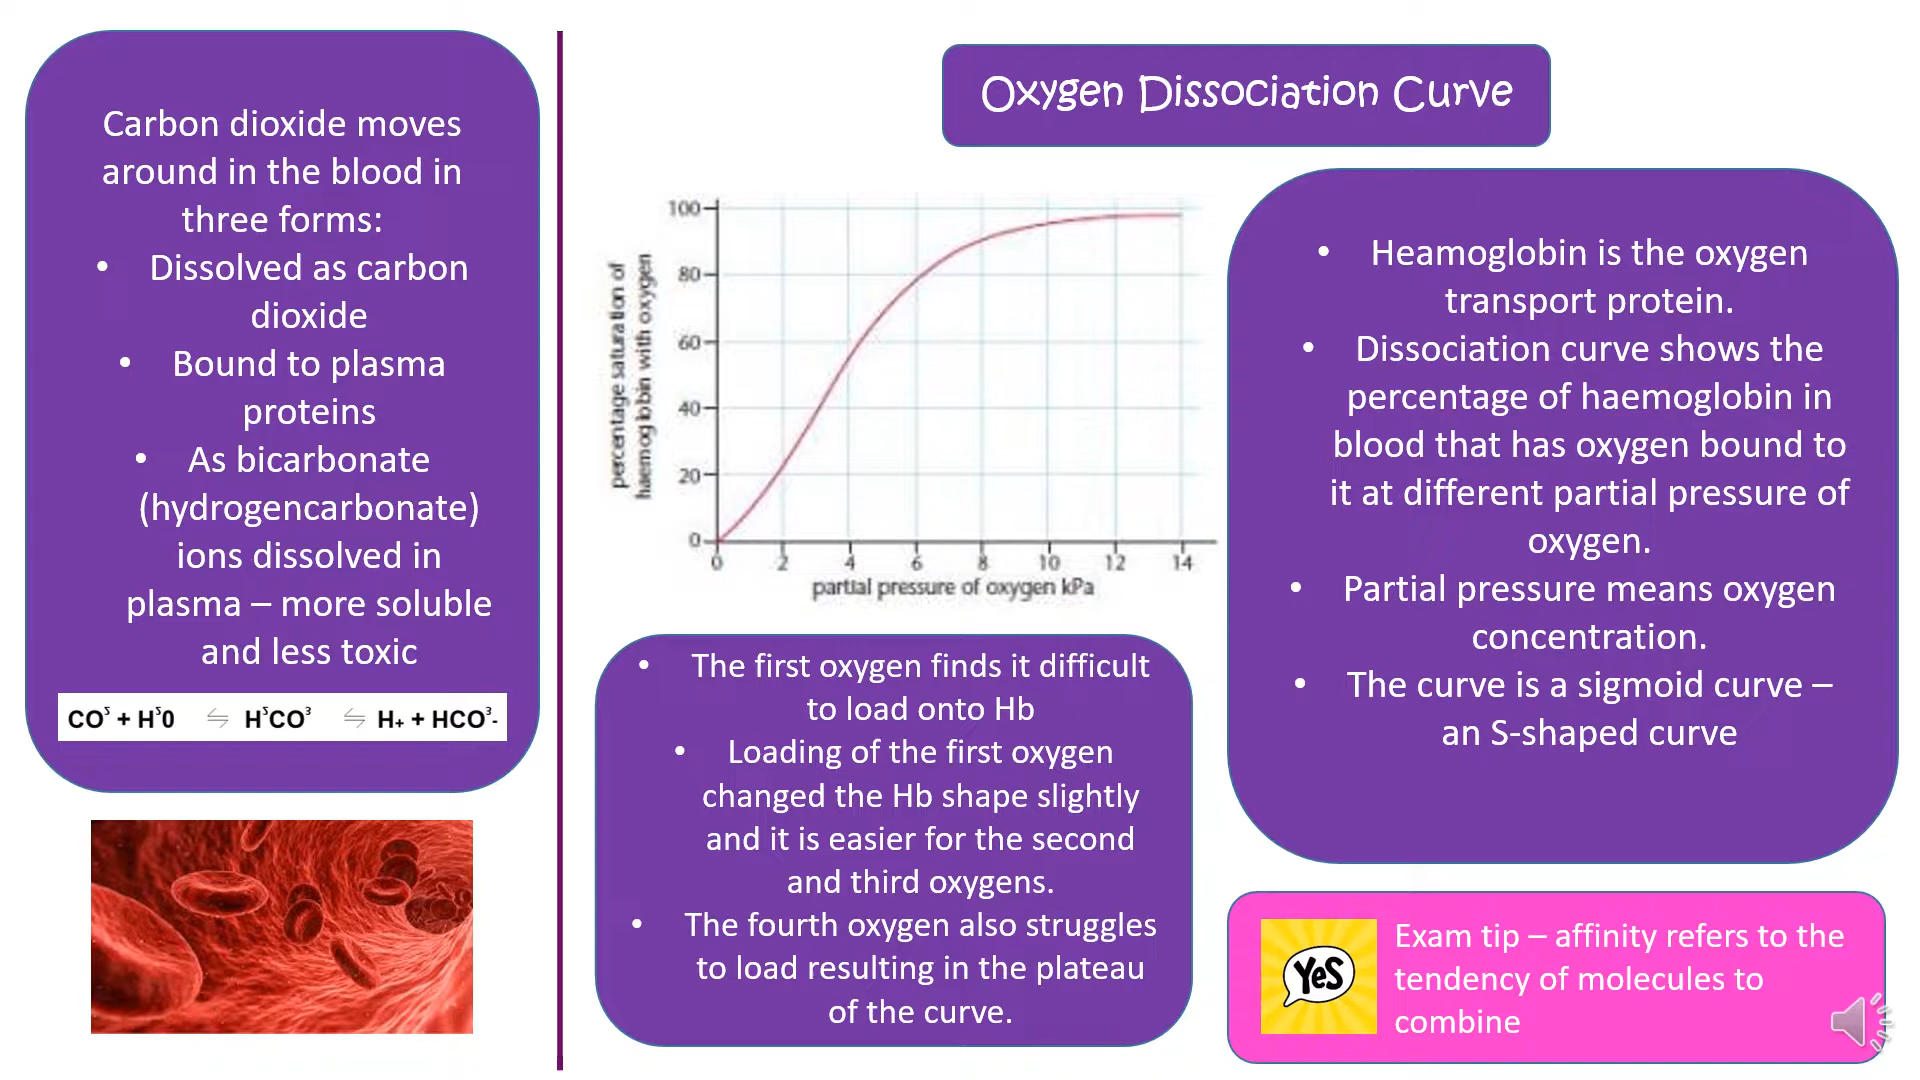 Carbon dioxide moves
around in the blood in
three forms:
• Dissolved as carbon
dioxide
• Bound to plasma
proteins
• As bicarbonate
(hydrogencarbonate)
ions dissolved in
plasma – more soluble
and less toxic
CO² + H²0 ⇋ H²CO³ ⇋ H+ + HCO³-
Oxygen Dissociation Curve
percentage saturation of
haemoglobin with oxygen
100
80
60
40
20
0
0 2 4 6 8 10 12 14
partial pressure of oxygen kPa
• The first oxygen finds it difficult
to load onto Hb
• Loading of the first oxygen
changed the Hb shape slightly
and it is easier for the second
and third oxygens.
• The fourth oxygen also struggles
to load resulting in the plateau
of the curve.
• Heamoglobin is the oxygen
transport protein.
• Dissociation curve shows the
percentage of haemoglobin in
blood that has oxygen bound to
it at different partial pressure of
oxygen.
• Partial pressure means oxygen
concentration.
• The curve is a sigmoid curve –
an S-shaped curve
YeS
Exam tip – affinity refers to the
tendency of molecules to
combine